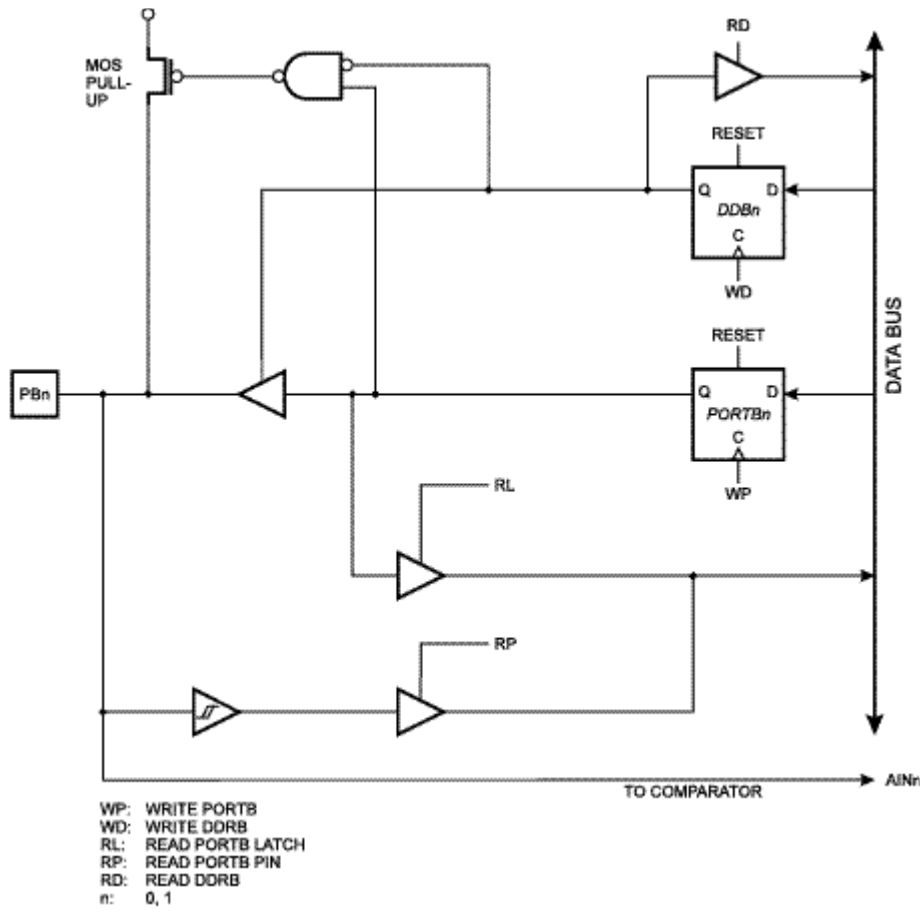 RD
MOS
PULL-
UP
RESET
Q D
DDBn
C
WD
DATA BUS
RESET
PBn
Q D
PORTBn
C
WP
RL
RP
TO COMPARATOR
AINn
WP: WRITE PORTB
WD: WRITE DDRB
RL: READ PORTB LATCH
RP: READ PORTB PIN
RD: READ DDRB
n: 0, 1